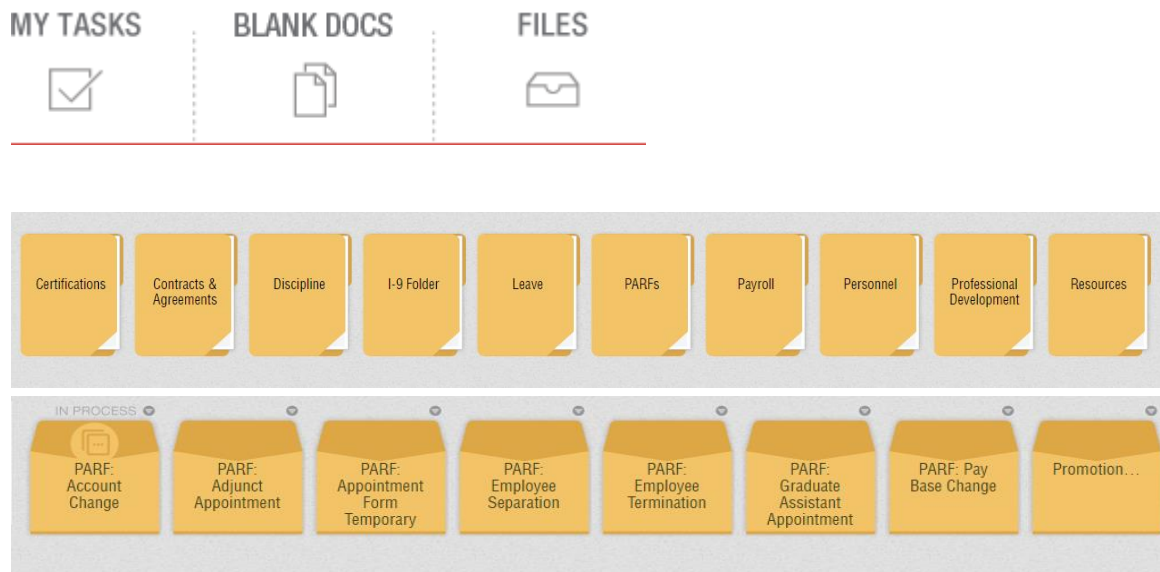 MY TASKS
BLANK DOCS
FILES
Certifications
Contracts &
Agreements
Discipline
I-9 Folder
Leave
PARFs
Payroll
Personnel
Professional
Development
Resources
IN PROCESS
PARF:
Account
Change
PARF:
Adjunct
Appointment
PARF:
Appointment
Form
Temporary
PARF:
Employee
Separation
PARF:
Employee
Termination
PARF:
Graduate
Assistant
Appointment
PARF: Pay
Base Change
Promotion...